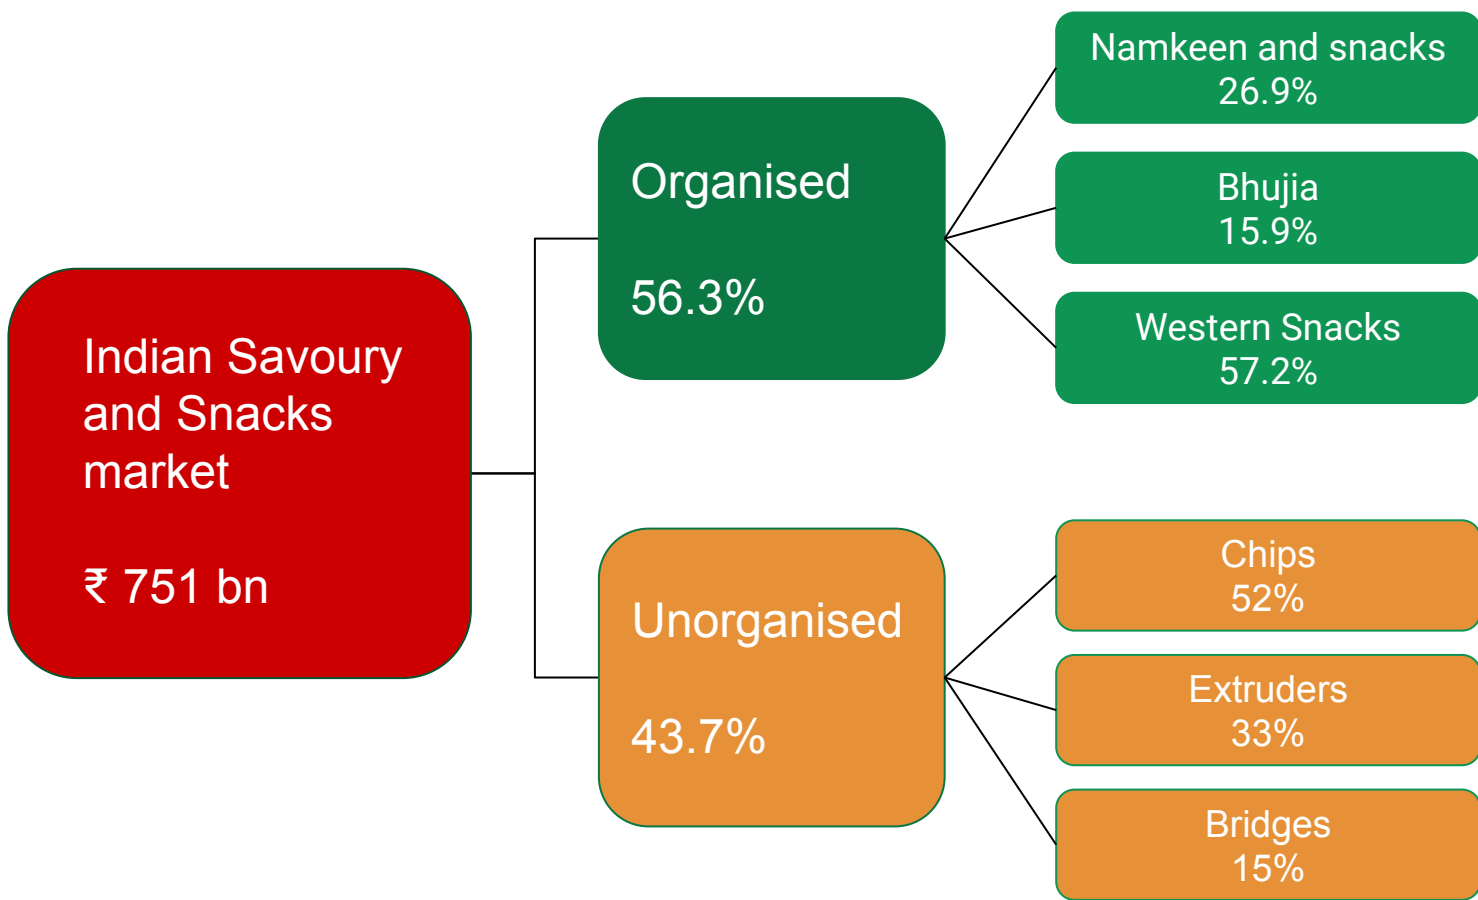 Indian Savoury
and Snacks
market
₹ 751 bn
Organised
56.3%
Namkeen and snacks
26.9%
Bhujia
15.9%
Western Snacks
57.2%
Unorganised
43.7%
Chips
52%
Extruders
33%
Bridges
15%